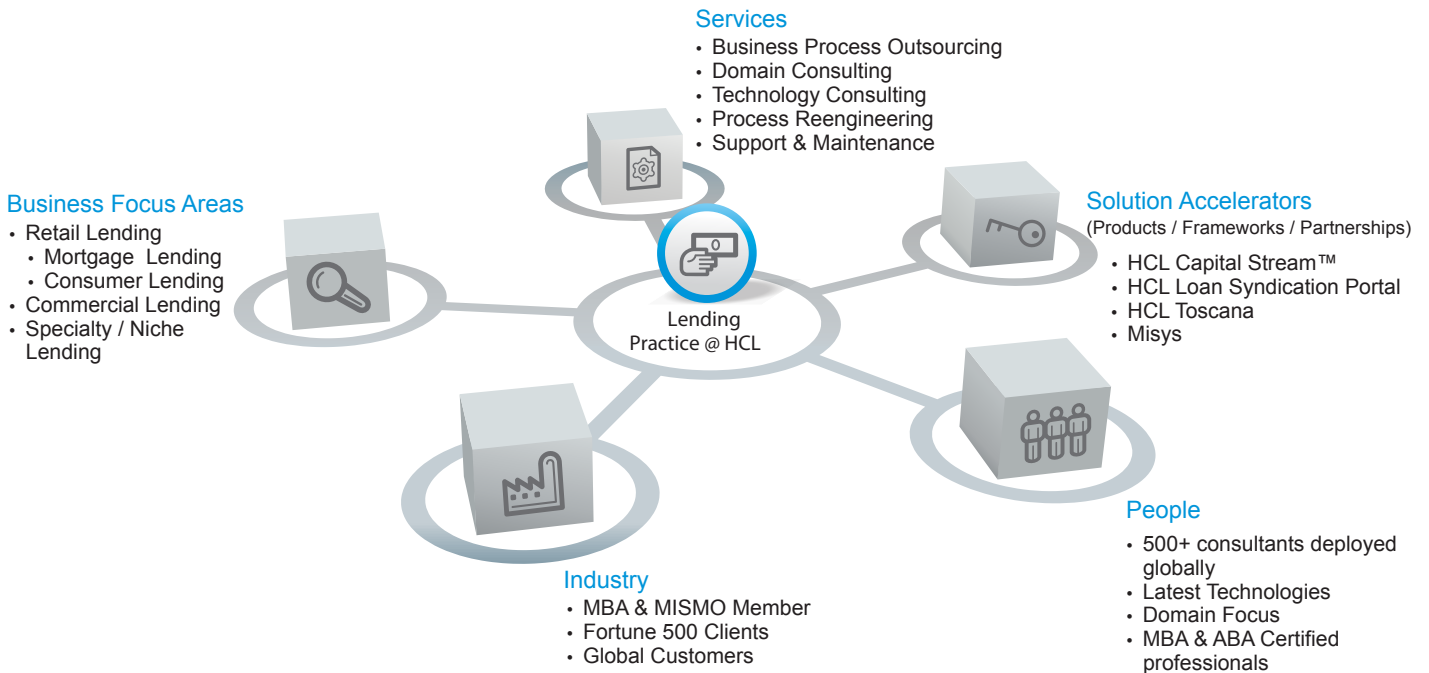 Services
• Business Process Outsourcing
• Domain Consulting
• Technology Consulting
• Process Reengineering
• Support & Maintenance
Business Focus Areas
• Retail Lending
• Mortgage Lending
• Consumer Lending
• Commercial Lending
• Specialty / Niche
Lending
Solution Accelerators
(Products / Frameworks / Partnerships)
• HCL Capital Stream™
• HCL Loan Syndication Portal
• HCL Toscana
• Misys
Lending
Practice @ HCL
People
• 500+ consultants deployed
globally
• Latest Technologies
• Domain Focus
• MBA & ABA Certified
professionals
Industry
• MBA & MISMO Member
• Fortune 500 Clients
• Global Customers